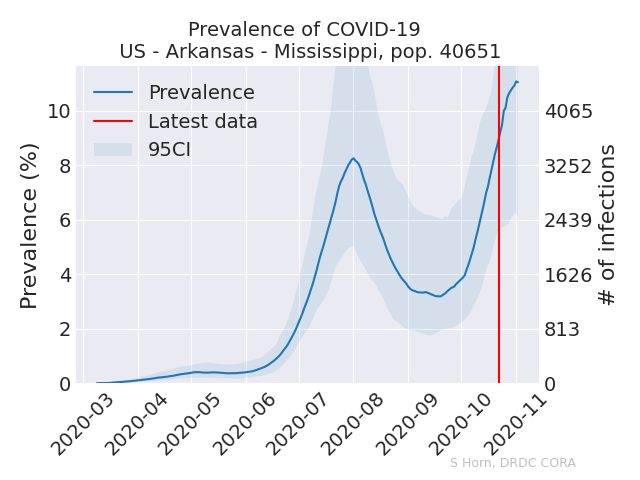 Prevalence of COVID-19
US - Arkansas - Mississippi, pop. 40651
Prevalence
Latest data
95CI
Prevalence (%)
10
8
6
4
2
0
4065
3252
2439
1626
813
0
# of infections
2020-03
2020-04
2020-05
2020-06
2020-07
2020-08
2020-09
2020-10
2020-11
S Horn, DRDC CORA